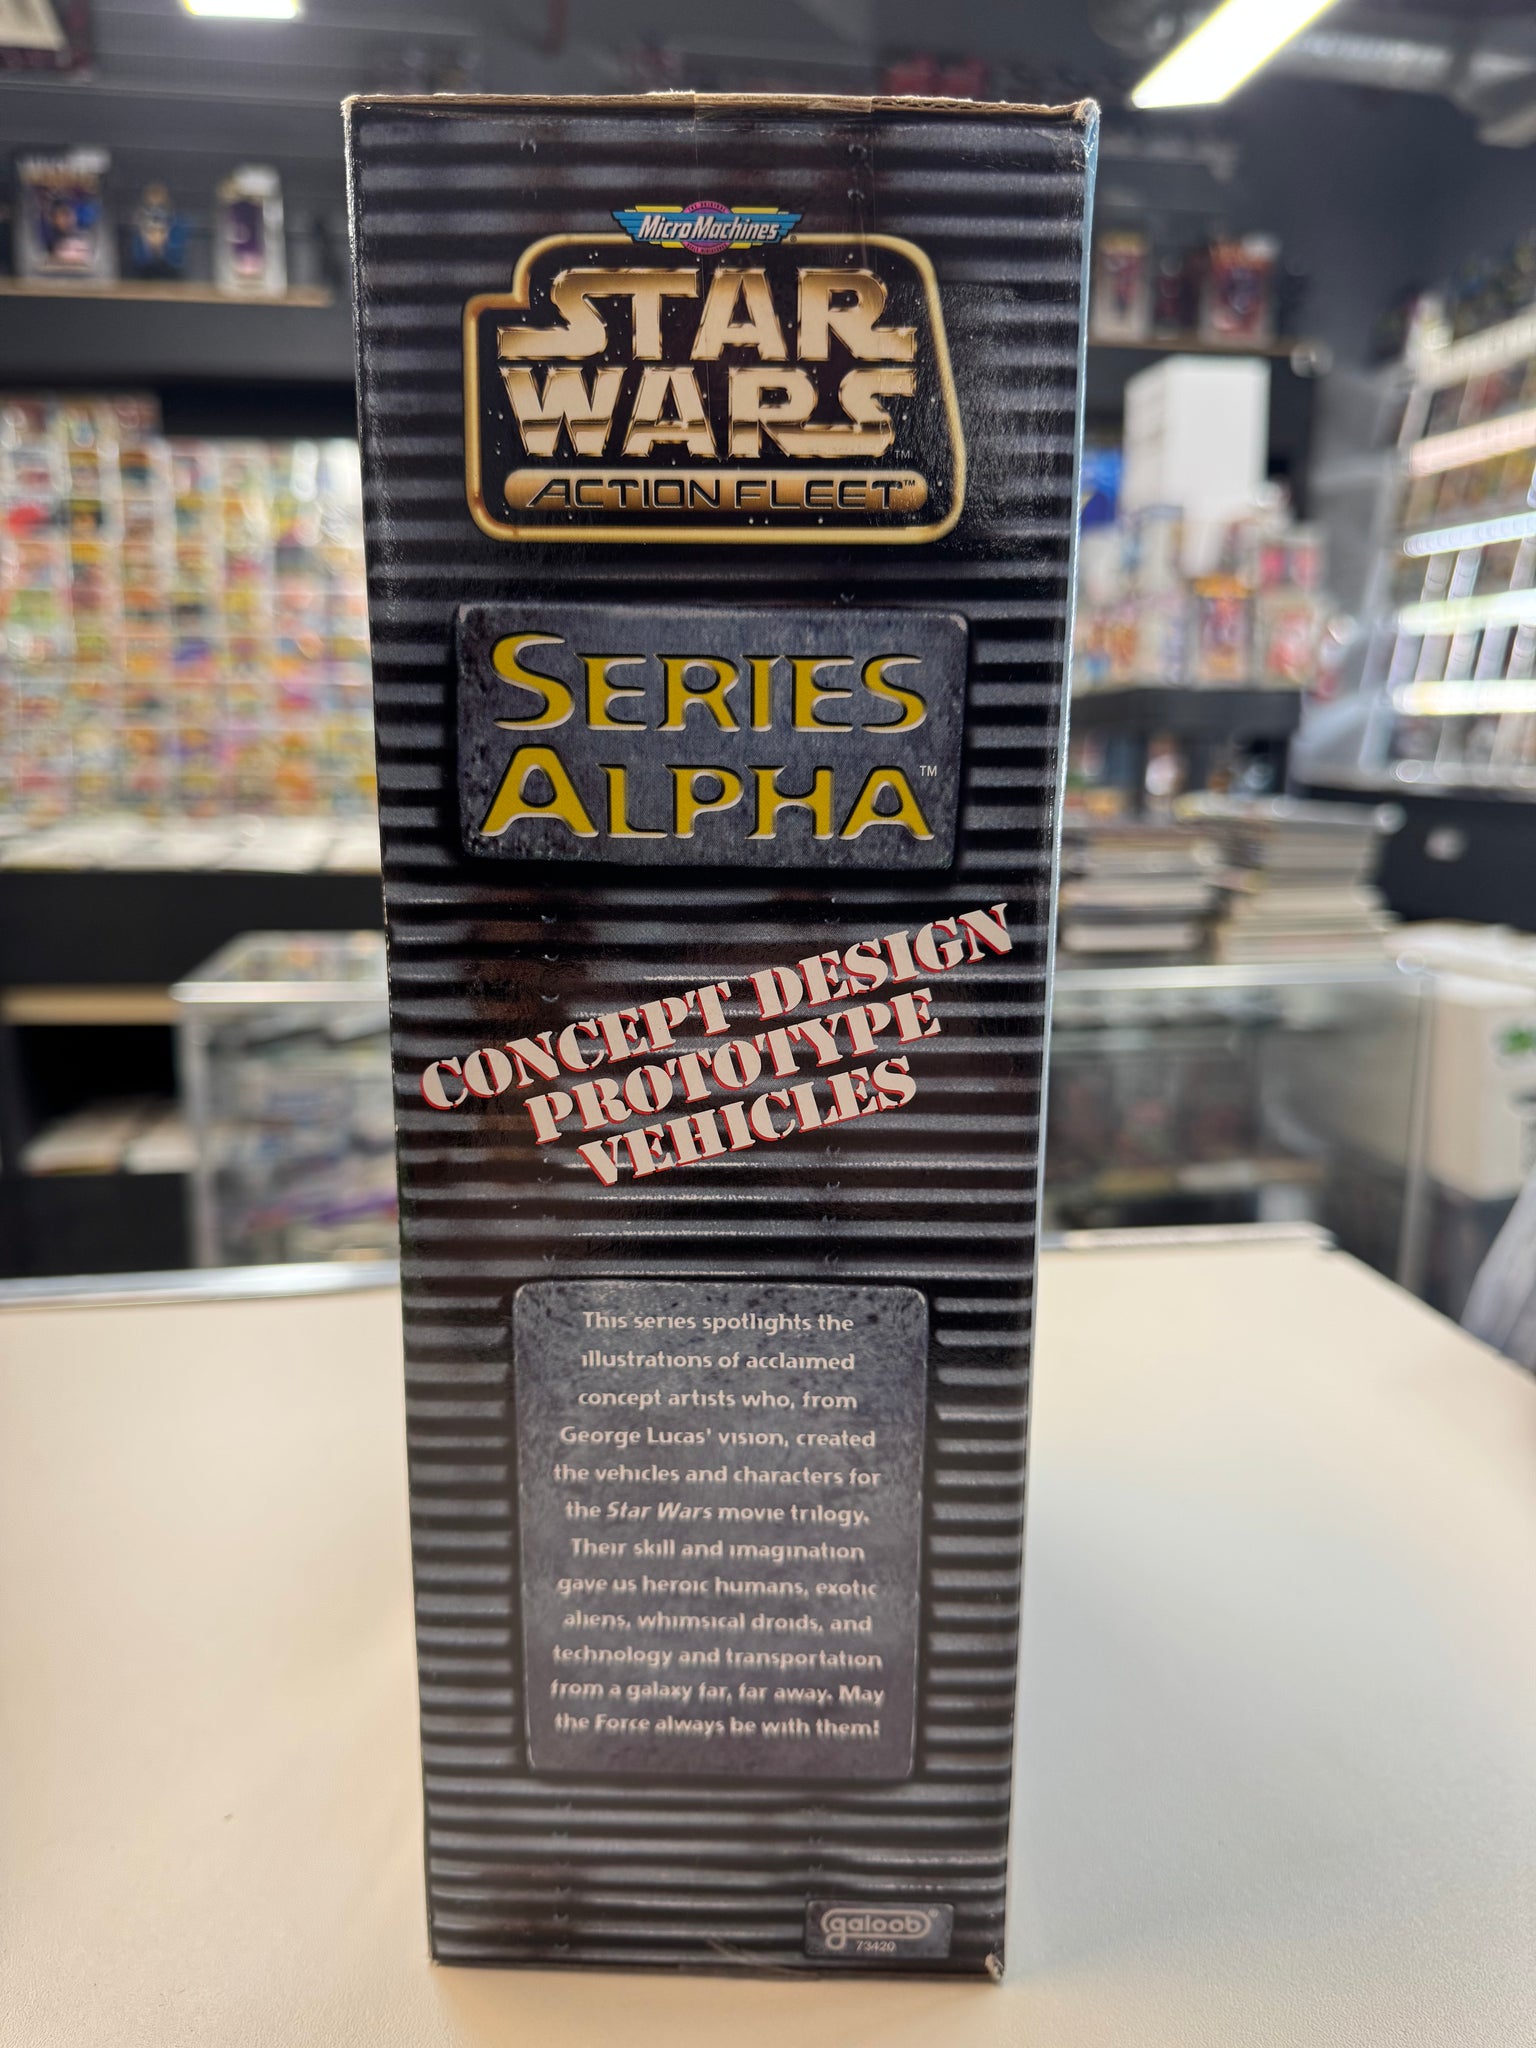 MicroMachines
STAR
WARS™
ACTION FLEET™
SERIES
ALPHA™
CONCEPT DESIGN
PROTOTYPE
VEHICLES
This series spotlights the
illustrations of acclaimed
concept artists who, from
George Lucas' vision, created
the vehicles and characters for
the Star Wars movie trilogy.
Their skill and imagination
gave us heroic humans, exotic
aliens, whimsical droids, and
technology and transportation
from a galaxy far, far away. May
the Force always be with them!
galoob®
73420